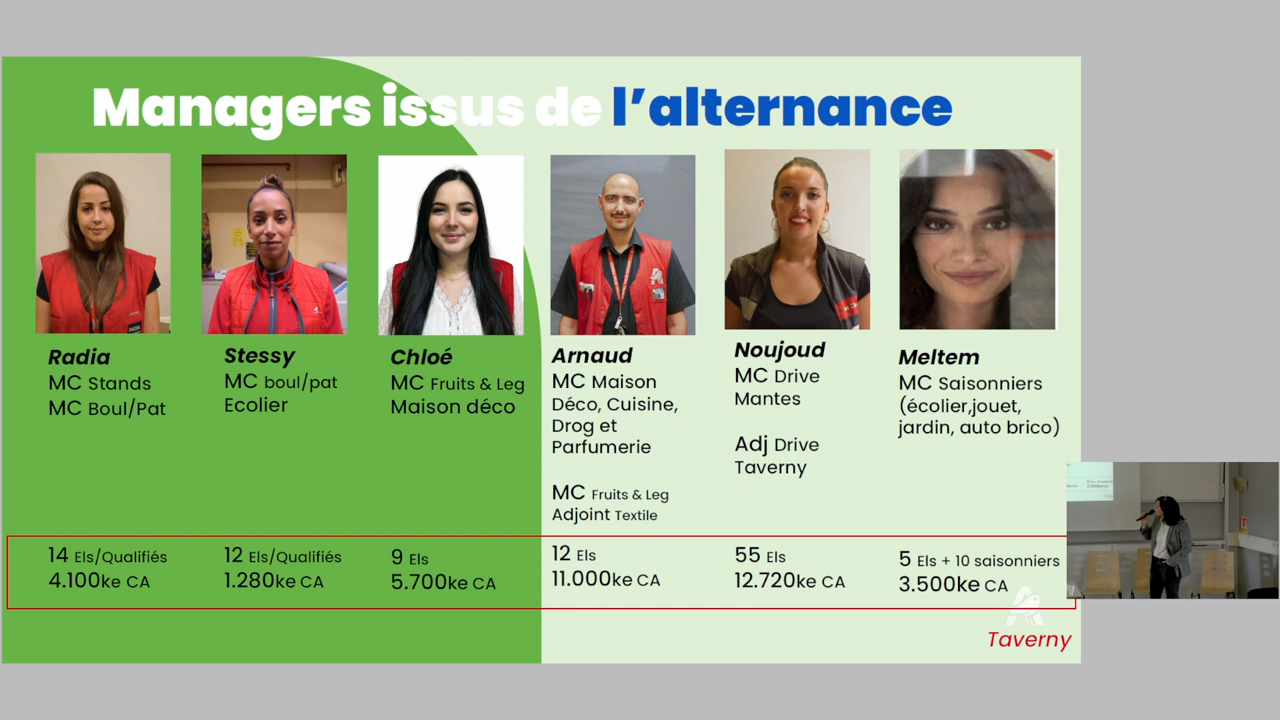 Managers issus de l'alternance
Radia
MC Stands
MC Boul/Pat
14 Els/Qualifiés
4.100ke CA
Stessy
MC boul/pat
Ecolier
12 Els/Qualifiés
1.280ke CA
Chloé
MC Fruits & Leg
Maison déco
9 Els
5.700ke CA
Arnaud
MC Maison
Déco, Cuisine,
Drog et
Parfumerie
MC Fruits & Leg
Adjoint Textile
12 Els
11.000ke CA
Noujoud
MC Drive
Mantes
Adj Drive
Taverny
55 Els
12.720ke CA
Meltem
MC Saisonniers
(écolier,jouet,
jardin, auto brico)
5 Els + 10 saisonniers
3.500ke CA
Taverny